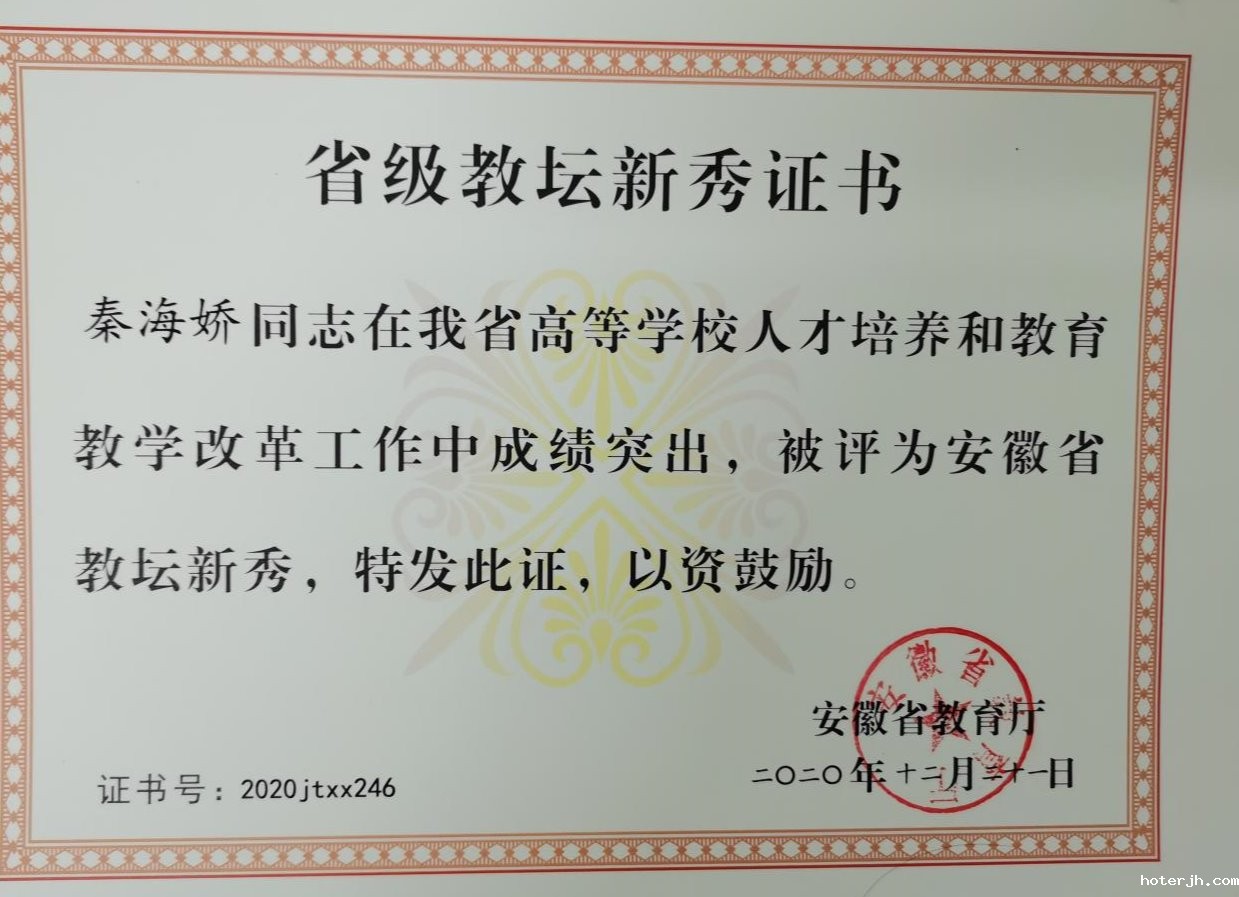 省级教坛新秀证书
秦海娇同志在我省高等学校人才培养和教育
教学改革工作中成绩突出，被评为安徽省
教坛新秀，特发此证，以资鼓励。
安徽省
安徽省教育厅
证书号：2020jtxx246
二〇二〇年十二月二十一日
hoterjh.com